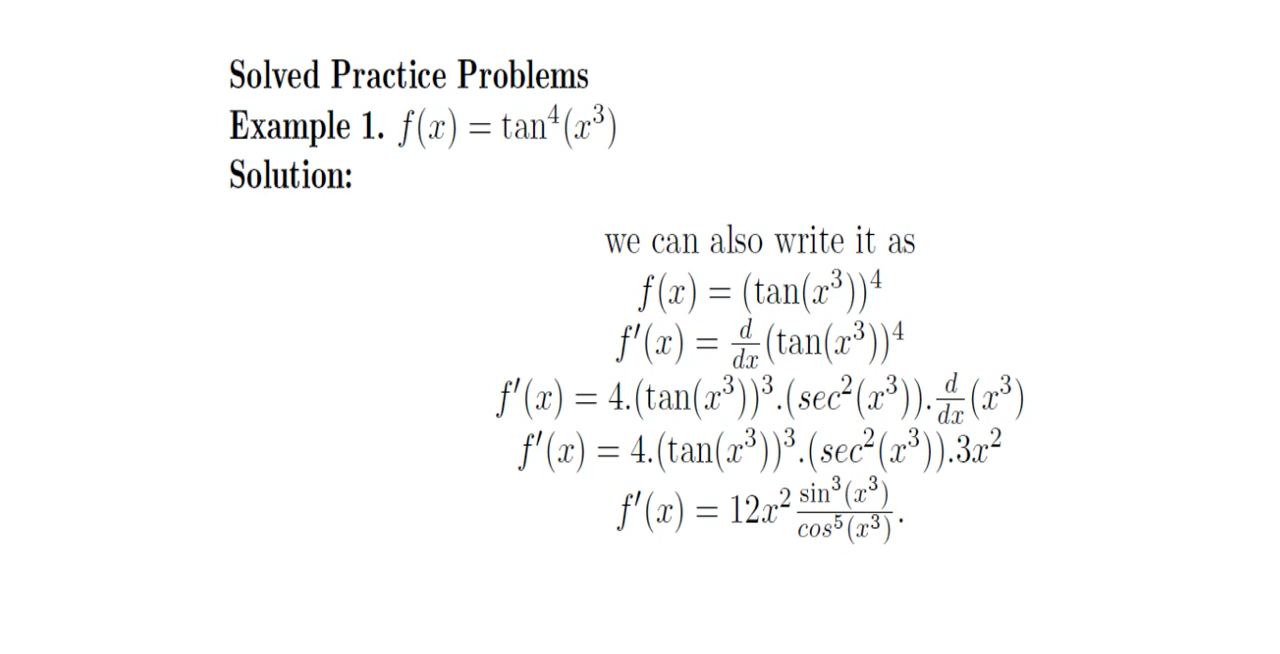 Solved Practice Problems
Example 1. f(x) = tan⁴(x³)
Solution:
we can also write it as
f(x) = (tan(x³))⁴
f′(x) = d/dx (tan(x³))⁴
f′(x) = 4.(tan(x³))³.(sec²(x³)).d/dx (x³)
f′(x) = 4.(tan(x³))³.(sec²(x³)).3x²
f′(x) = 12x² sin³(x³)/cos⁵(x³).